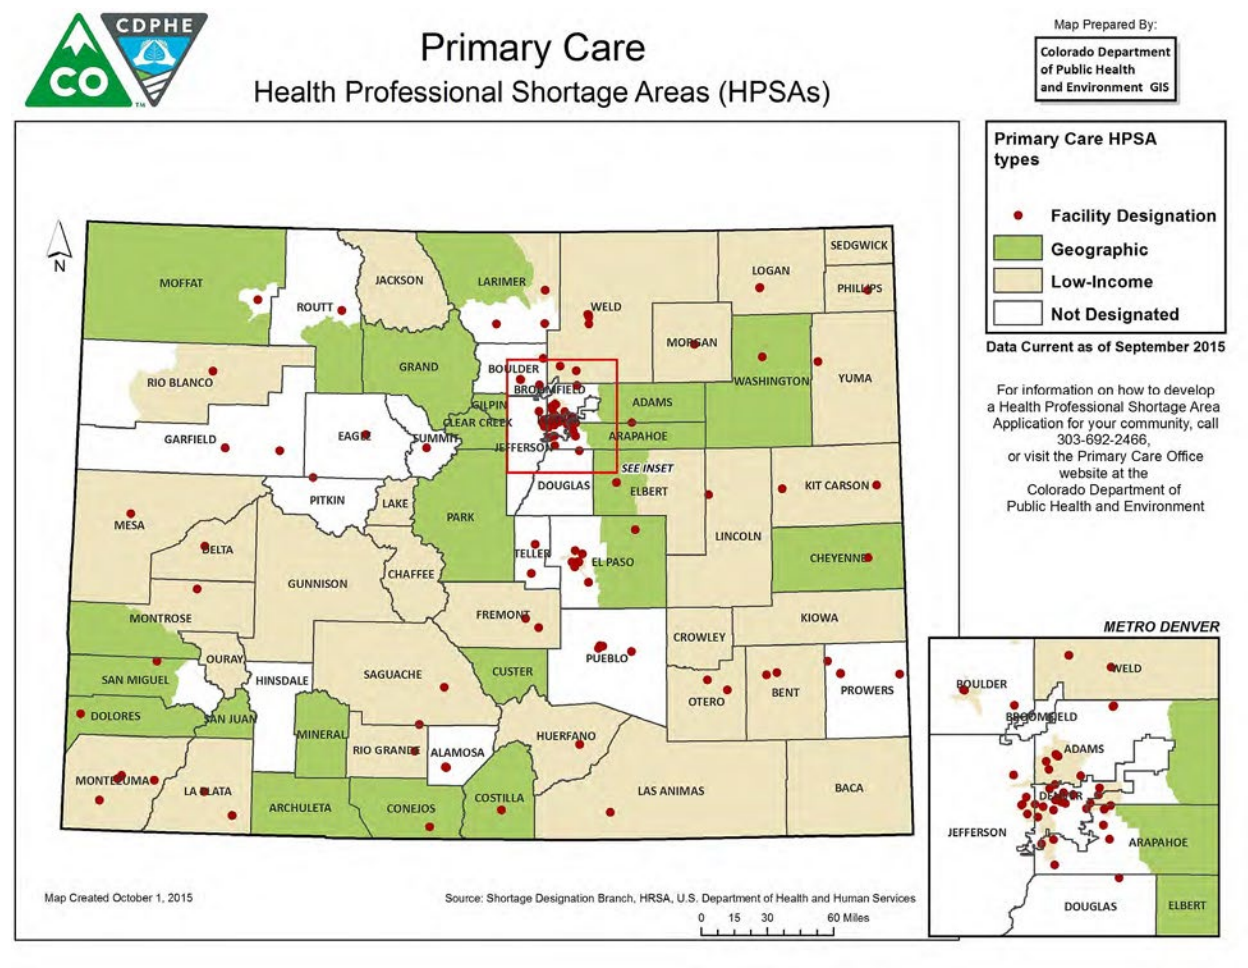 CDPHE
CO
TM
Primary Care
Health Professional Shortage Areas (HPSAs)
Map Prepared By:
Colorado Department
of Public Health
and Environment GIS
Primary Care HPSA
types
Facility Designation
Geographic
Low-Income
Not Designated
Data Current as of September 2015
For information on how to develop
a Health Professional Shortage Area
Application for your community, call
303-692-2466,
or visit the Primary Care Office
website at the
Colorado Department of
Public Health and Environment
N
MOFFAT
ROUTT
JACKSON
LARIMER
WELD
LOGAN
SEDGWICK
PHILLIPS
MORGAN
WASHINGTON
YUMA
RIO BLANCO
GRAND
BOULDER
BROOMFIELD
GILPIN
CLEAR CREEK
ADAMS
ARAPAHOE
JEFFERSON
GARFIELD
EAGLE
SUMMIT
SEE INSET
DOUGLAS
ELBERT
KIT CARSON
PITKIN
LAKE
PARK
MESA
DELTA
LINCOLN
TELLER
EL PASO
CHEYENNE
GUNNISON
CHAFFEE
FREMONT
MONTROSE
KIOWA
CROWLEY
OURAY
PUEBLO
SAN MIGUEL
HINSDALE
SAGUACHE
CUSTER
OTERO
BENT
PROWERS
DOLORES
SAN JUAN
MINERAL
RIO GRANDE
ALAMOSA
HUERFANO
MONTEZUMA
LA PLATA
ARCHULETA
CONEJOS
COSTILLA
LAS ANIMAS
BACA
METRO DENVER
WELD
BOULDER
BROOMFIELD
ADAMS
DENVER
JEFFERSON
ARAPAHOE
DOUGLAS
ELBERT
Map Created October 1, 2015
Source: Shortage Designation Branch, HRSA, U.S. Department of Health and Human Services
0 15 30 60 Miles